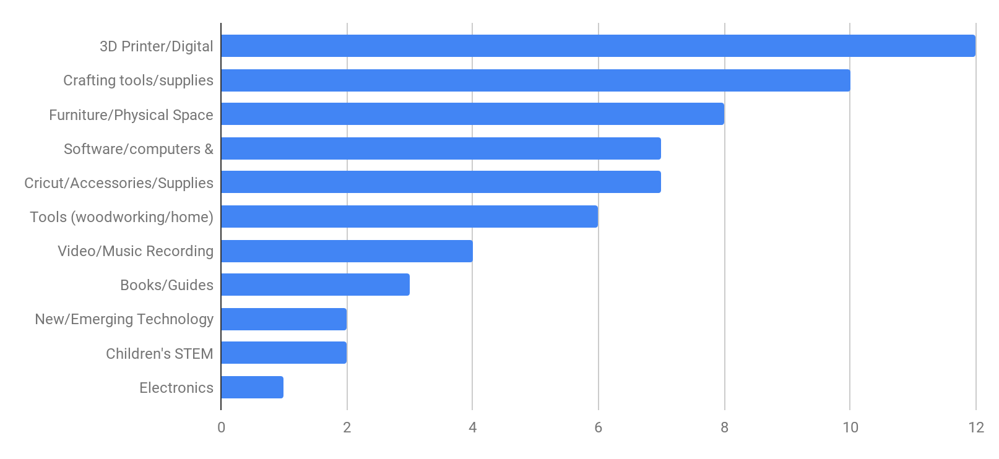 3D Printer/Digital
Crafting tools/supplies
Furniture/Physical Space
Software/computers &
Cricut/Accessories/Supplies
Tools (woodworking/home)
Video/Music Recording
Books/Guides
New/Emerging Technology
Children's STEM
Electronics
0 2 4 6 8 10 12